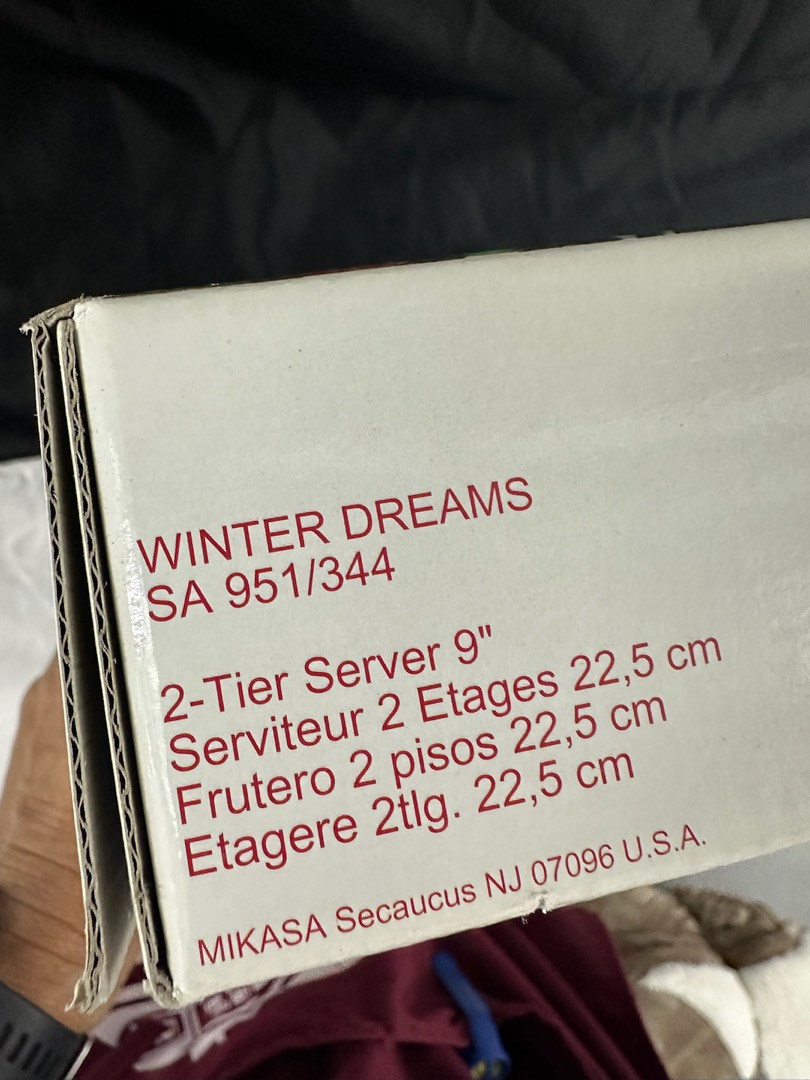 WINTER DREAMS
SA 951/344
2-Tier Server 9"
Serviteur 2 Etages 22,5 cm
Frutero 2 pisos 22,5 cm
Etagere 2tlg. 22,5 cm
MIKASA Secaucus NJ 07096 U.S.A.